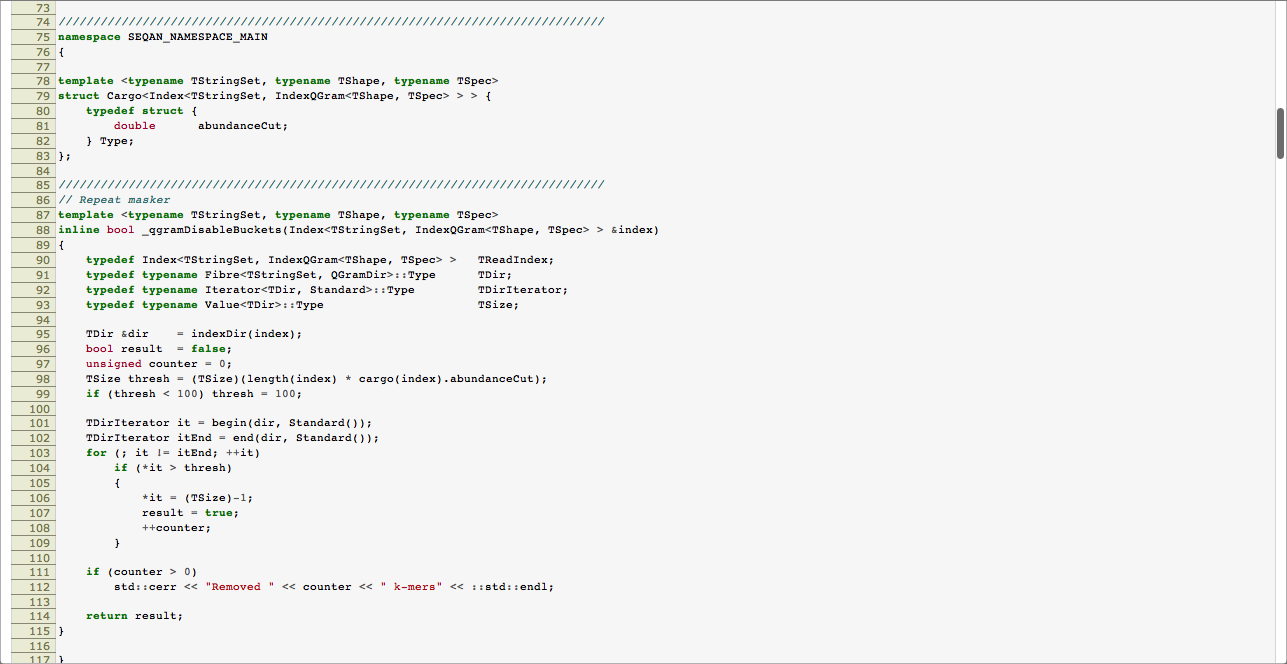 73
74 //////////////////////////////////////////////////////////////////////////////
75 namespace SEQAN_NAMESPACE_MAIN
76 {
77
78 template <typename TStringSet, typename TShape, typename TSpec>
79 struct Cargo<Index<TStringSet, IndexQGram<TShape, TSpec> > > {
80     typedef struct {
81         double      abundanceCut;
82     } Type;
83 };
84
85 //////////////////////////////////////////////////////////////////////////////
86 // Repeat masker
87 template <typename TStringSet, typename TShape, typename TSpec>
88 inline bool _qgramDisableBuckets(Index<TStringSet, IndexQGram<TShape, TSpec> > &index)
89 {
90     typedef Index<TStringSet, IndexQGram<TShape, TSpec> >   TReadIndex;
91     typedef typename Fibre<TStringSet, QGramDir>::Type      TDir;
92     typedef typename Iterator<TDir, Standard>::Type         TDirIterator;
93     typedef typename Value<TDir>::Type                      TSize;
94
95     TDir &dir    = indexDir(index);
96     bool result  = false;
97     unsigned counter = 0;
98     TSize thresh = (TSize)(length(index) * cargo(index).abundanceCut);
99     if (thresh < 100) thresh = 100;
100
101     TDirIterator it = begin(dir, Standard());
102     TDirIterator itEnd = end(dir, Standard());
103     for (; it != itEnd; ++it)
104         if (*it > thresh)
105         {
106             *it = (TSize)-1;
107             result = true;
108             ++counter;
109         }
110
111     if (counter > 0)
112         std::cerr << "Removed " << counter << " k-mers" << ::std::endl;
113
114     return result;
115 }
116
117 }